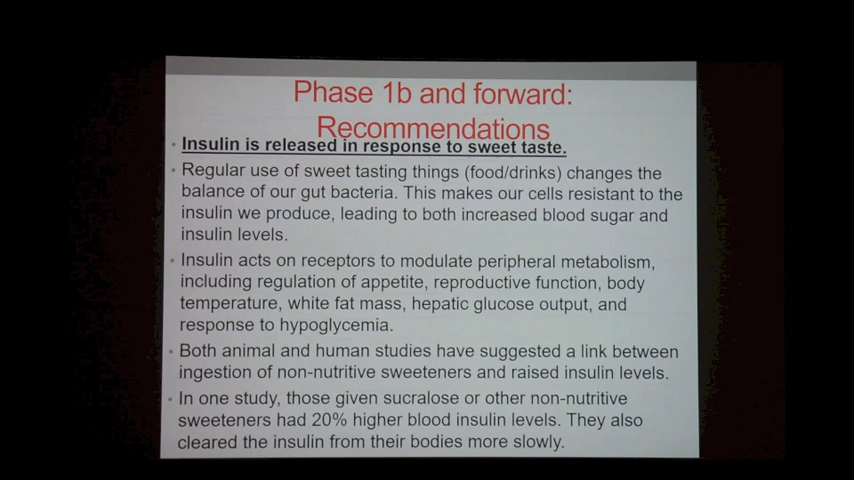 Phase 1b and forward:
Recommendations
• Insulin is released in response to sweet taste.
• Regular use of sweet tasting things (food/drinks) changes the
balance of our gut bacteria. This makes our cells resistant to the
insulin we produce, leading to both increased blood sugar and
insulin levels.
• Insulin acts on receptors to modulate peripheral metabolism,
including regulation of appetite, reproductive function, body
temperature, white fat mass, hepatic glucose output, and
response to hypoglycemia.
• Both animal and human studies have suggested a link between
ingestion of non-nutritive sweeteners and raised insulin levels.
• In one study, those given sucralose or other non-nutritive
sweeteners had 20% higher blood insulin levels. They also
cleared the insulin from their bodies more slowly.